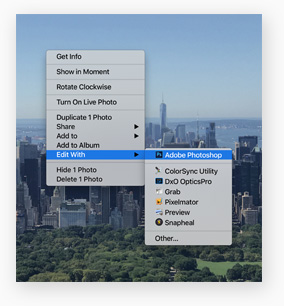 Get Info
Show in Moment
Rotate Clockwise
Turn On Live Photo
Duplicate 1 Photo
Share
Add to
Add to Album
Edit With
Hide 1 Photo
Delete 1 Photo
Adobe Photoshop
ColorSync Utility
DxO OpticsPro
Grab
Pixelmator
Preview
Snapheal
Other...